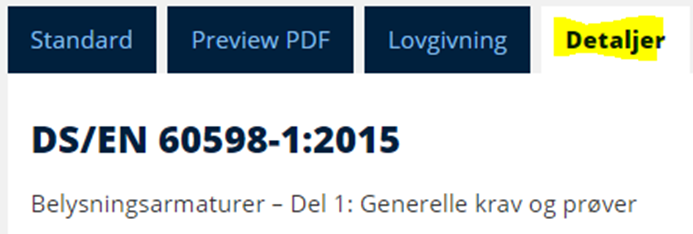 Standard Preview PDF Lovgivning Detaljer
DS/EN 60598-1:2015
Belysningsarmaturer – Del 1: Generelle krav og prøver